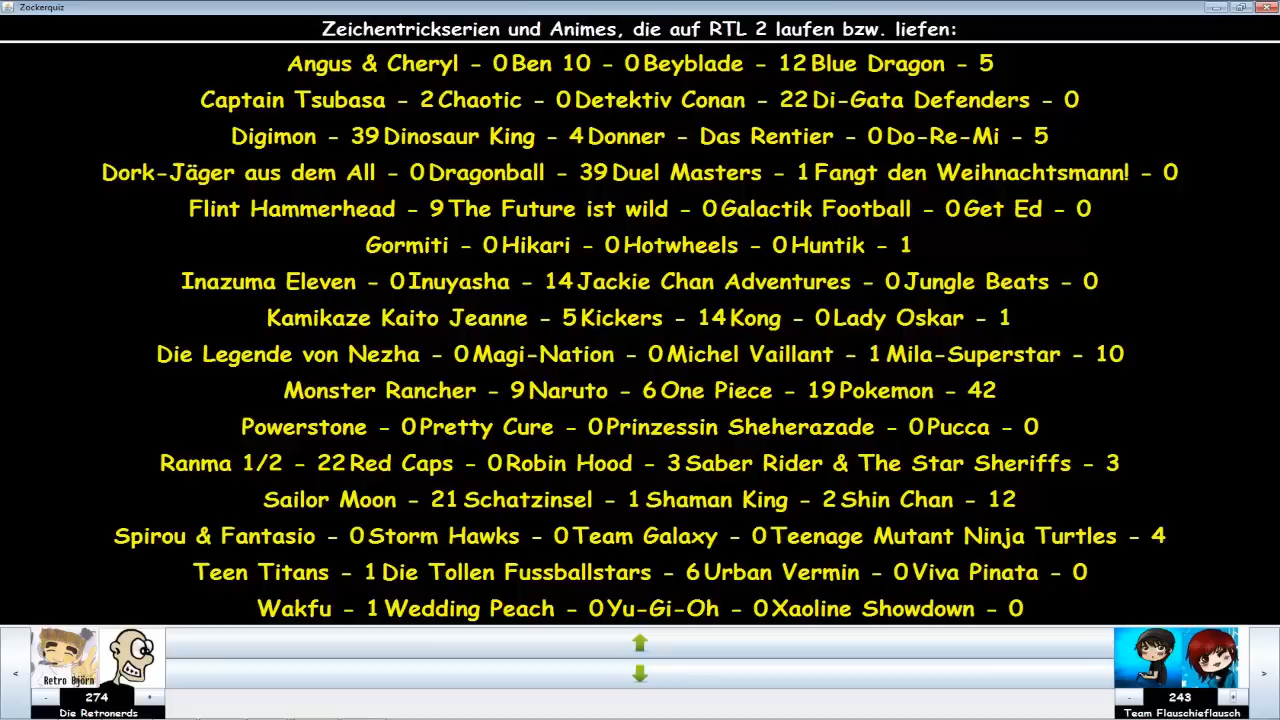 Zockerquiz
Zeichentrickserien und Animes, die auf RTL 2 laufen bzw. liefen:
Angus & Cheryl - 0 Ben 10 - 0 Beyblade - 12 Blue Dragon - 5
Captain Tsubasa - 2 Chaotic - 0 Detektiv Conan - 22 Di-Gata Defenders - 0
Digimon - 39 Dinosaur King - 4 Donner - Das Rentier - 0 Do-Re-Mi - 5
Dork-Jäger aus dem All - 0 Dragonball - 39 Duel Masters - 1 Fangt den Weihnachtsmann! - 0
Flint Hammerhead - 9 The Future ist wild - 0 Galactik Football - 0 Get Ed - 0
Gormiti - 0 Hikari - 0 Hotwheels - 0 Huntik - 1
Inazuma Eleven - 0 Inuyasha - 14 Jackie Chan Adventures - 0 Jungle Beats - 0
Kamikaze Kaito Jeanne - 5 Kickers - 14 Kong - 0 Lady Oskar - 1
Die Legende von Nezha - 0 Magi-Nation - 0 Michel Vaillant - 1 Mila-Superstar - 10
Monster Rancher - 9 Naruto - 6 One Piece - 19 Pokemon - 42
Powerstone - 0 Pretty Cure - 0 Prinzessin Sheherazade - 0 Pucca - 0
Ranma 1/2 - 22 Red Caps - 0 Robin Hood - 3 Saber Rider & The Star Sheriffs - 3
Sailor Moon - 21 Schatzinsel - 1 Shaman King - 2 Shin Chan - 12
Spirou & Fantasio - 0 Storm Hawks - 0 Team Galaxy - 0 Teenage Mutant Ninja Turtles - 4
Teen Titans - 1 Die Tollen Fussballstars - 6 Urban Vermin - 0 Viva Pinata - 0
Wakfu - 1 Wedding Peach - 0 Yu-Gi-Oh - 0 Xaoline Showdown - 0
Retro Björn
< >
- 274 +
- 243 +
Die Retronerds
Team Flauschieflausch